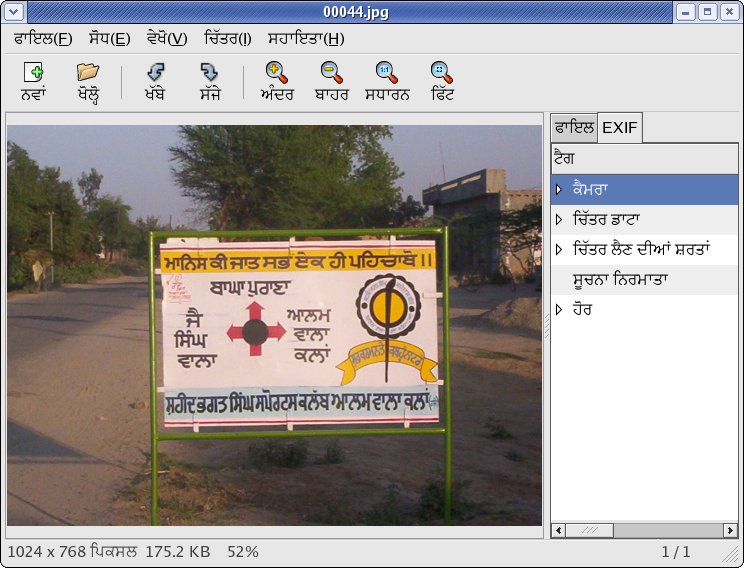 00044.jpg
ਫਾਇਲ(F) ਸੋਧ(E) ਵੇਖੋ(V) ਚਿੱਤਰ(I) ਸਹਾਇਤਾ(H)
ਨਵਾਂ ਖੋਲ੍ਹੋ ਖੱਬੇ ਸੱਜੇ ਅੰਦਰ ਬਾਹਰ ਸਧਾਰਨ ਫਿੱਟ
ਫਾਇਲ EXIF
ਟੈਗ
ਕੈਮਰਾ
ਚਿੱਤਰ ਡਾਟਾ
ਚਿੱਤਰ ਲੈਣ ਦੀਆਂ ਸ਼ਰਤਾਂ
ਸੂਚਨਾ ਨਿਰਮਾਤਾ
ਹੋਰ
ਮਾਨਿਸ ਕੀ ਜਾਤ ਸਭੈ ਏਕ ਹੀ ਪਹਿਚਾਬੋ ।।
ਬਾਘਾ ਪੁਰਾਣਾ
ਜੈ
ਸਿੰਘ
ਵਾਲਾ
ਆਲਮ
ਵਾਲਾ
ਕਲਾਂ
ਸ਼ਹੀਦ ਭਗਤ ਸਿੰਘ ਸਪੋਰਟਸ ਕਲੱਬ ਆਲਮ ਵਾਲਾ ਕਲਾਂ
1024 x 768 ਪਿਕਸਲ 175.2 KB 52%
1 / 1